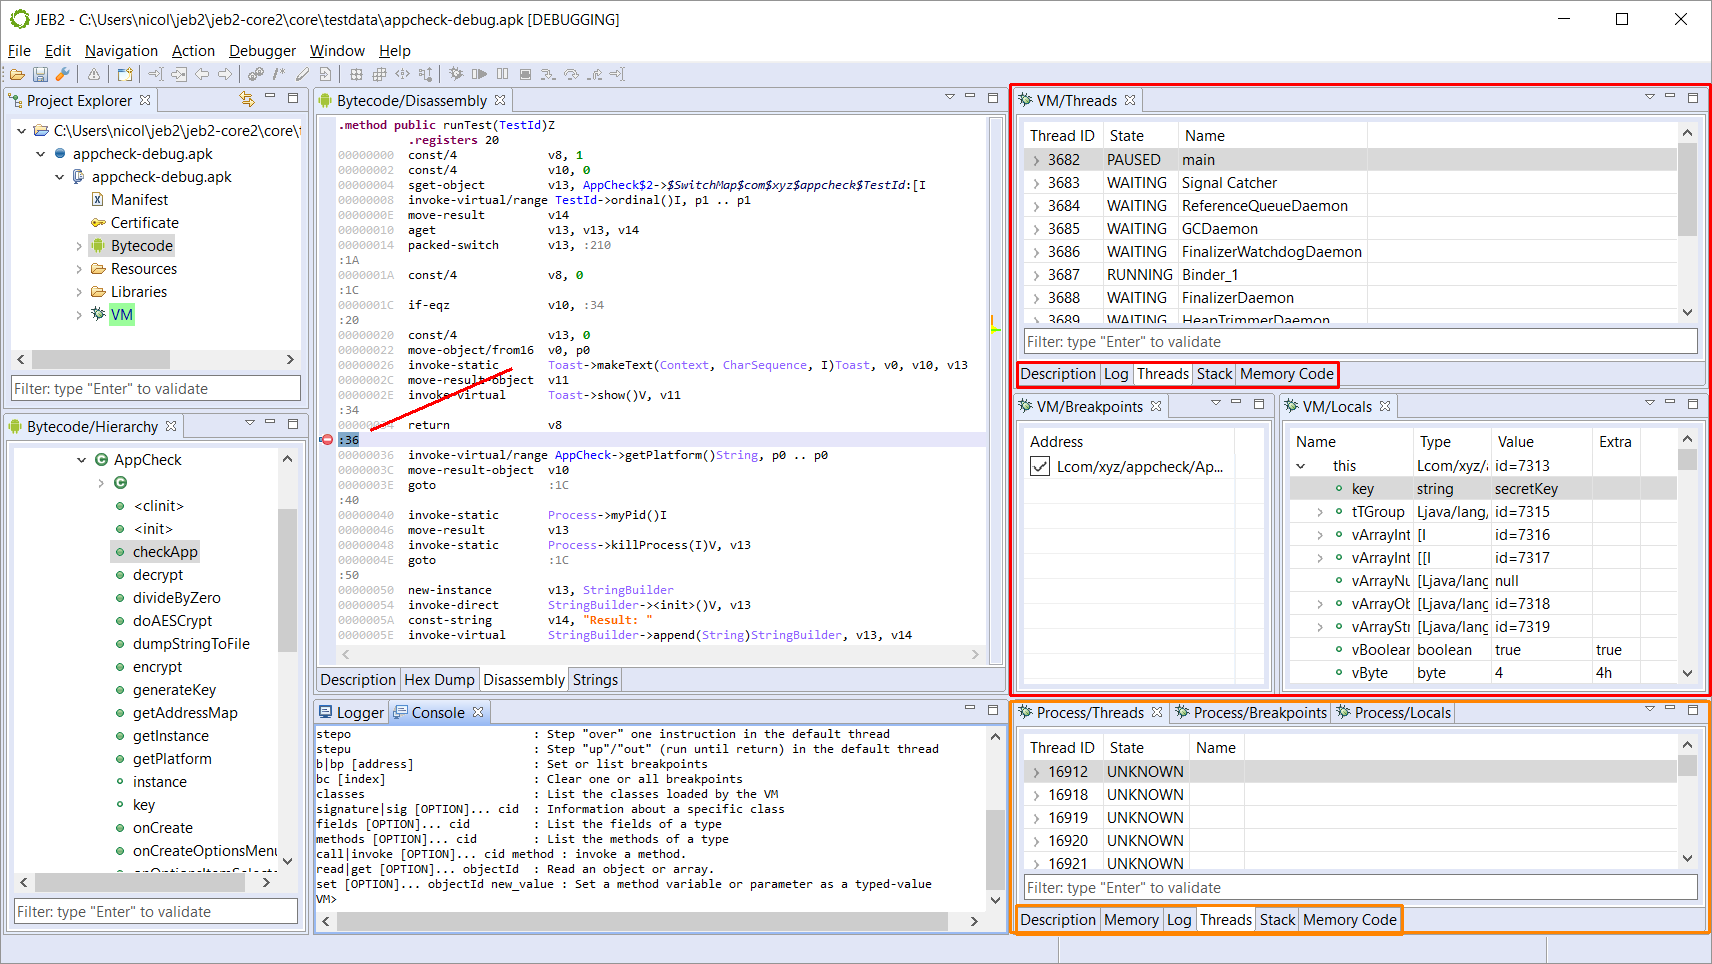 JEB2 - C:\Users\nicol\jeb2\jeb2-core2\core\testdata\appcheck-debug.apk [DEBUGGING]
File Edit Navigation Action Debugger Window Help
Project Explorer
C:\Users\nicol\jeb2\jeb2-core2\core\t
appcheck-debug.apk
appcheck-debug.apk
Manifest
Certificate
Bytecode
Resources
Libraries
VM
Filter: type "Enter" to validate
Bytecode/Hierarchy
AppCheck
<clinit>
<init>
checkApp
decrypt
divideByZero
doAESCrypt
dumpStringToFile
encrypt
generateKey
getAddressMap
getInstance
getPlatform
instance
key
onCreate
onCreateOptionsMenu
Filter: type "Enter" to validate
Bytecode/Disassembly
.method public runTest(TestId)Z
.registers 20
00000000 const/4 v8, 1
00000002 const/4 v10, 0
00000004 sget-object v13, AppCheck$2->$SwitchMap$com$xyz$appcheck$TestId:[I
00000008 invoke-virtual/range TestId->ordinal()I, p1 .. p1
0000000E move-result v14
00000010 aget v13, v13, v14
00000014 packed-switch v13, :210
:1A
0000001A const/4 v8, 0
:1C
0000001C if-eqz v10, :34
:20
00000020 const/4 v13, 0
00000022 move-object/from16 v0, p0
00000026 invoke-static Toast->makeText(Context, CharSequence, I)Toast, v0, v10, v13
0000002C move-result-object v11
0000002E invoke-virtual Toast->show()V, v11
:34
00000034 return v8
:36
00000036 invoke-virtual/range AppCheck->getPlatform()String, p0 .. p0
0000003C move-result-object v10
0000003E goto :1C
:40
00000040 invoke-static Process->myPid()I
00000046 move-result v13
00000048 invoke-static Process->killProcess(I)V, v13
0000004E goto :1C
:50
00000050 new-instance v13, StringBuilder
00000054 invoke-direct StringBuilder-><init>()V, v13
0000005A const-string v14, "Result: "
0000005E invoke-virtual StringBuilder->append(String)StringBuilder, v13, v14
Description Hex Dump Disassembly Strings
Logger Console
stepo : Step "over" one instruction in the default thread
stepu : Step "up"/"out" (run until return) in the default thread
b|bp [address] : Set or list breakpoints
bc [index] : Clear one or all breakpoints
classes : List the classes loaded by the VM
signature|sig [OPTION]... cid : Information about a specific class
fields [OPTION]... cid : List the fields of a type
methods [OPTION]... cid : List the methods of a type
call|invoke [OPTION]... cid method : invoke a method.
read|get [OPTION]... objectId : Read an object or array.
set [OPTION]... objectId new_value : Set a method variable or parameter as a typed-value
VM>
VM/Threads
Thread ID State Name
3682 PAUSED main
3683 WAITING Signal Catcher
3684 WAITING ReferenceQueueDaemon
3685 WAITING GCDaemon
3686 WAITING FinalizerWatchdogDaemon
3687 RUNNING Binder_1
3688 WAITING FinalizerDaemon
3689 WAITING HeapTrimmerDaemon
Filter: type "Enter" to validate
Description Log Threads Stack Memory Code
VM/Breakpoints
Address
Lcom/xyz/appcheck/Ap...
VM/Locals
Name Type Value Extra
this Lcom/xyz/ id=7313
key string secretKey
tTGroup Ljava/lang/ id=7315
vArrayInt [I id=7316
vArrayInt [[I id=7317
vArrayNu [Ljava/lang null
vArrayOb [Ljava/lang id=7318
vArrayStr [Ljava/lang id=7319
vBoolean boolean true true
vByte byte 4 4h
Process/Threads Process/Breakpoints Process/Locals
Thread ID State Name
16912 UNKNOWN
16918 UNKNOWN
16919 UNKNOWN
16920 UNKNOWN
16921 UNKNOWN
Filter: type "Enter" to validate
Description Memory Log Threads Stack Memory Code